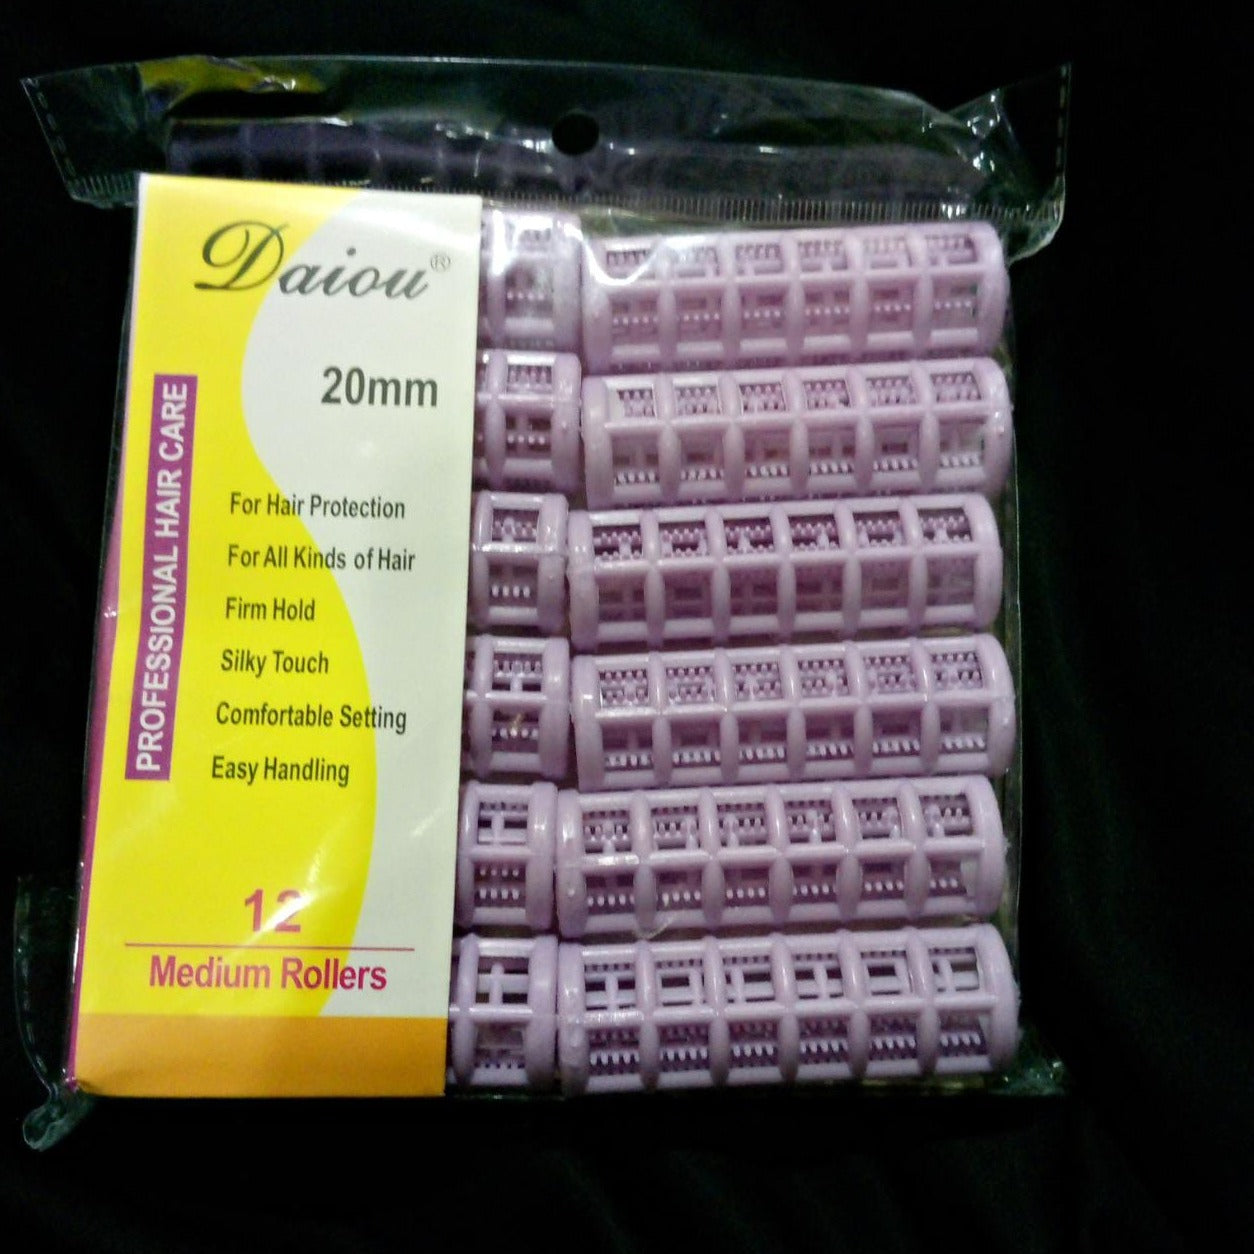 Daiou®
20mm
PROFESSIONAL HAIR CARE
For Hair Protection
For All Kinds of Hair
Firm Hold
Silky Touch
Comfortable Setting
Easy Handling
12
Medium Rollers